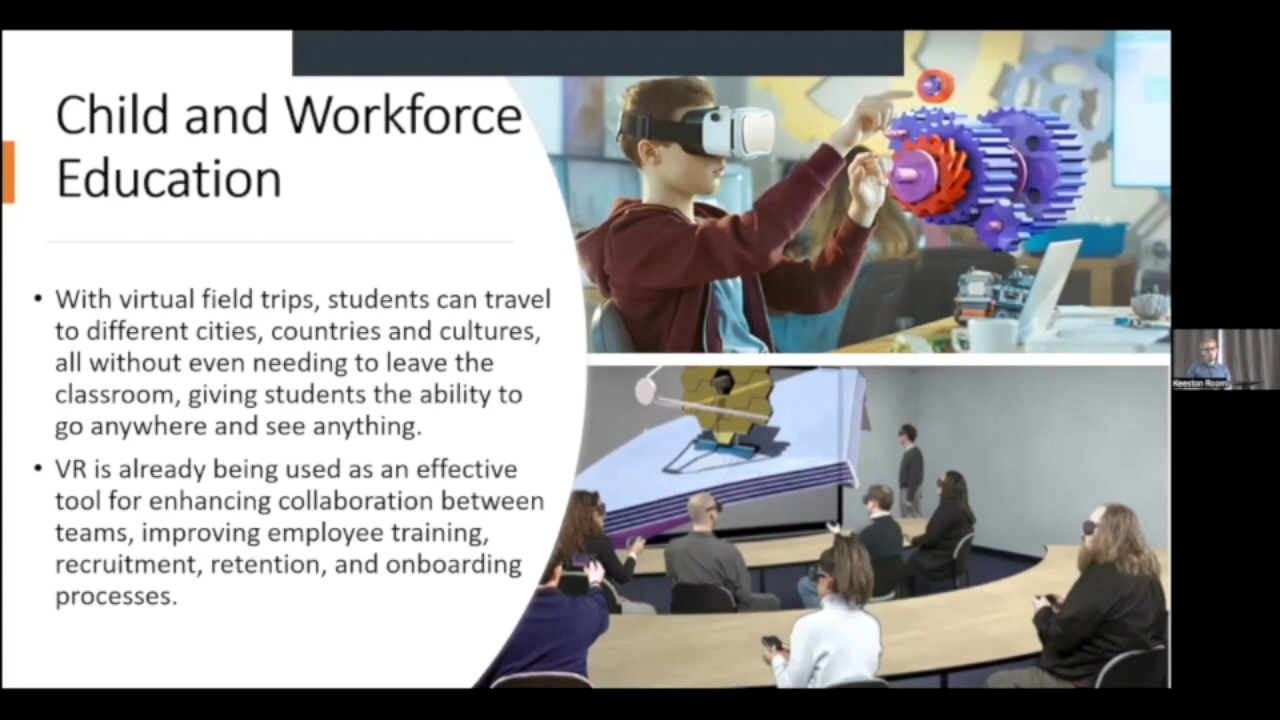 Child and Workforce
Education
• With virtual field trips, students can travel
to different cities, countries and cultures,
all without even needing to leave the
classroom, giving students the ability to
go anywhere and see anything.
• VR is already being used as an effective
tool for enhancing collaboration between
teams, improving employee training,
recruitment, retention, and onboarding
processes.
Keeston Room